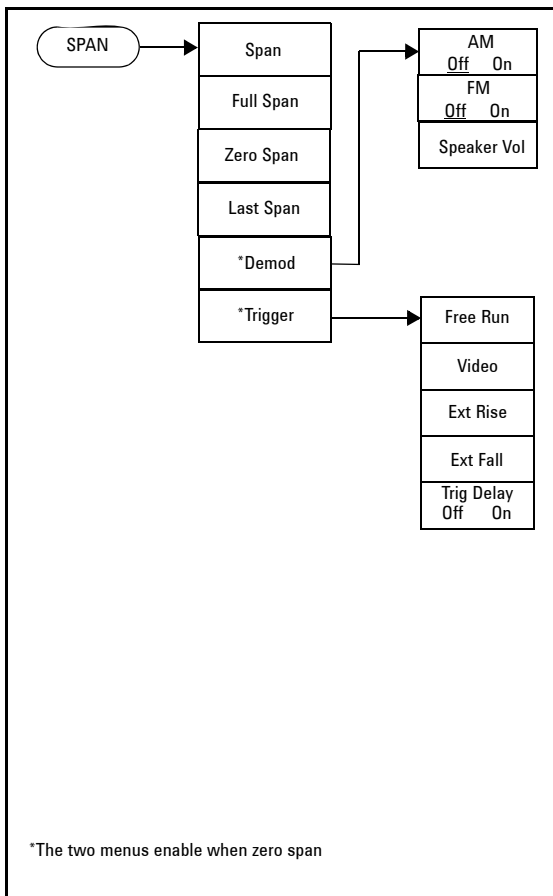 SPAN
Span
Full Span
Zero Span
Last Span
*Demod
*Trigger
AM
Off On
FM
Off On
Speaker Vol
Free Run
Video
Ext Rise
Ext Fall
Trig Delay
Off On
*The two menus enable when zero span